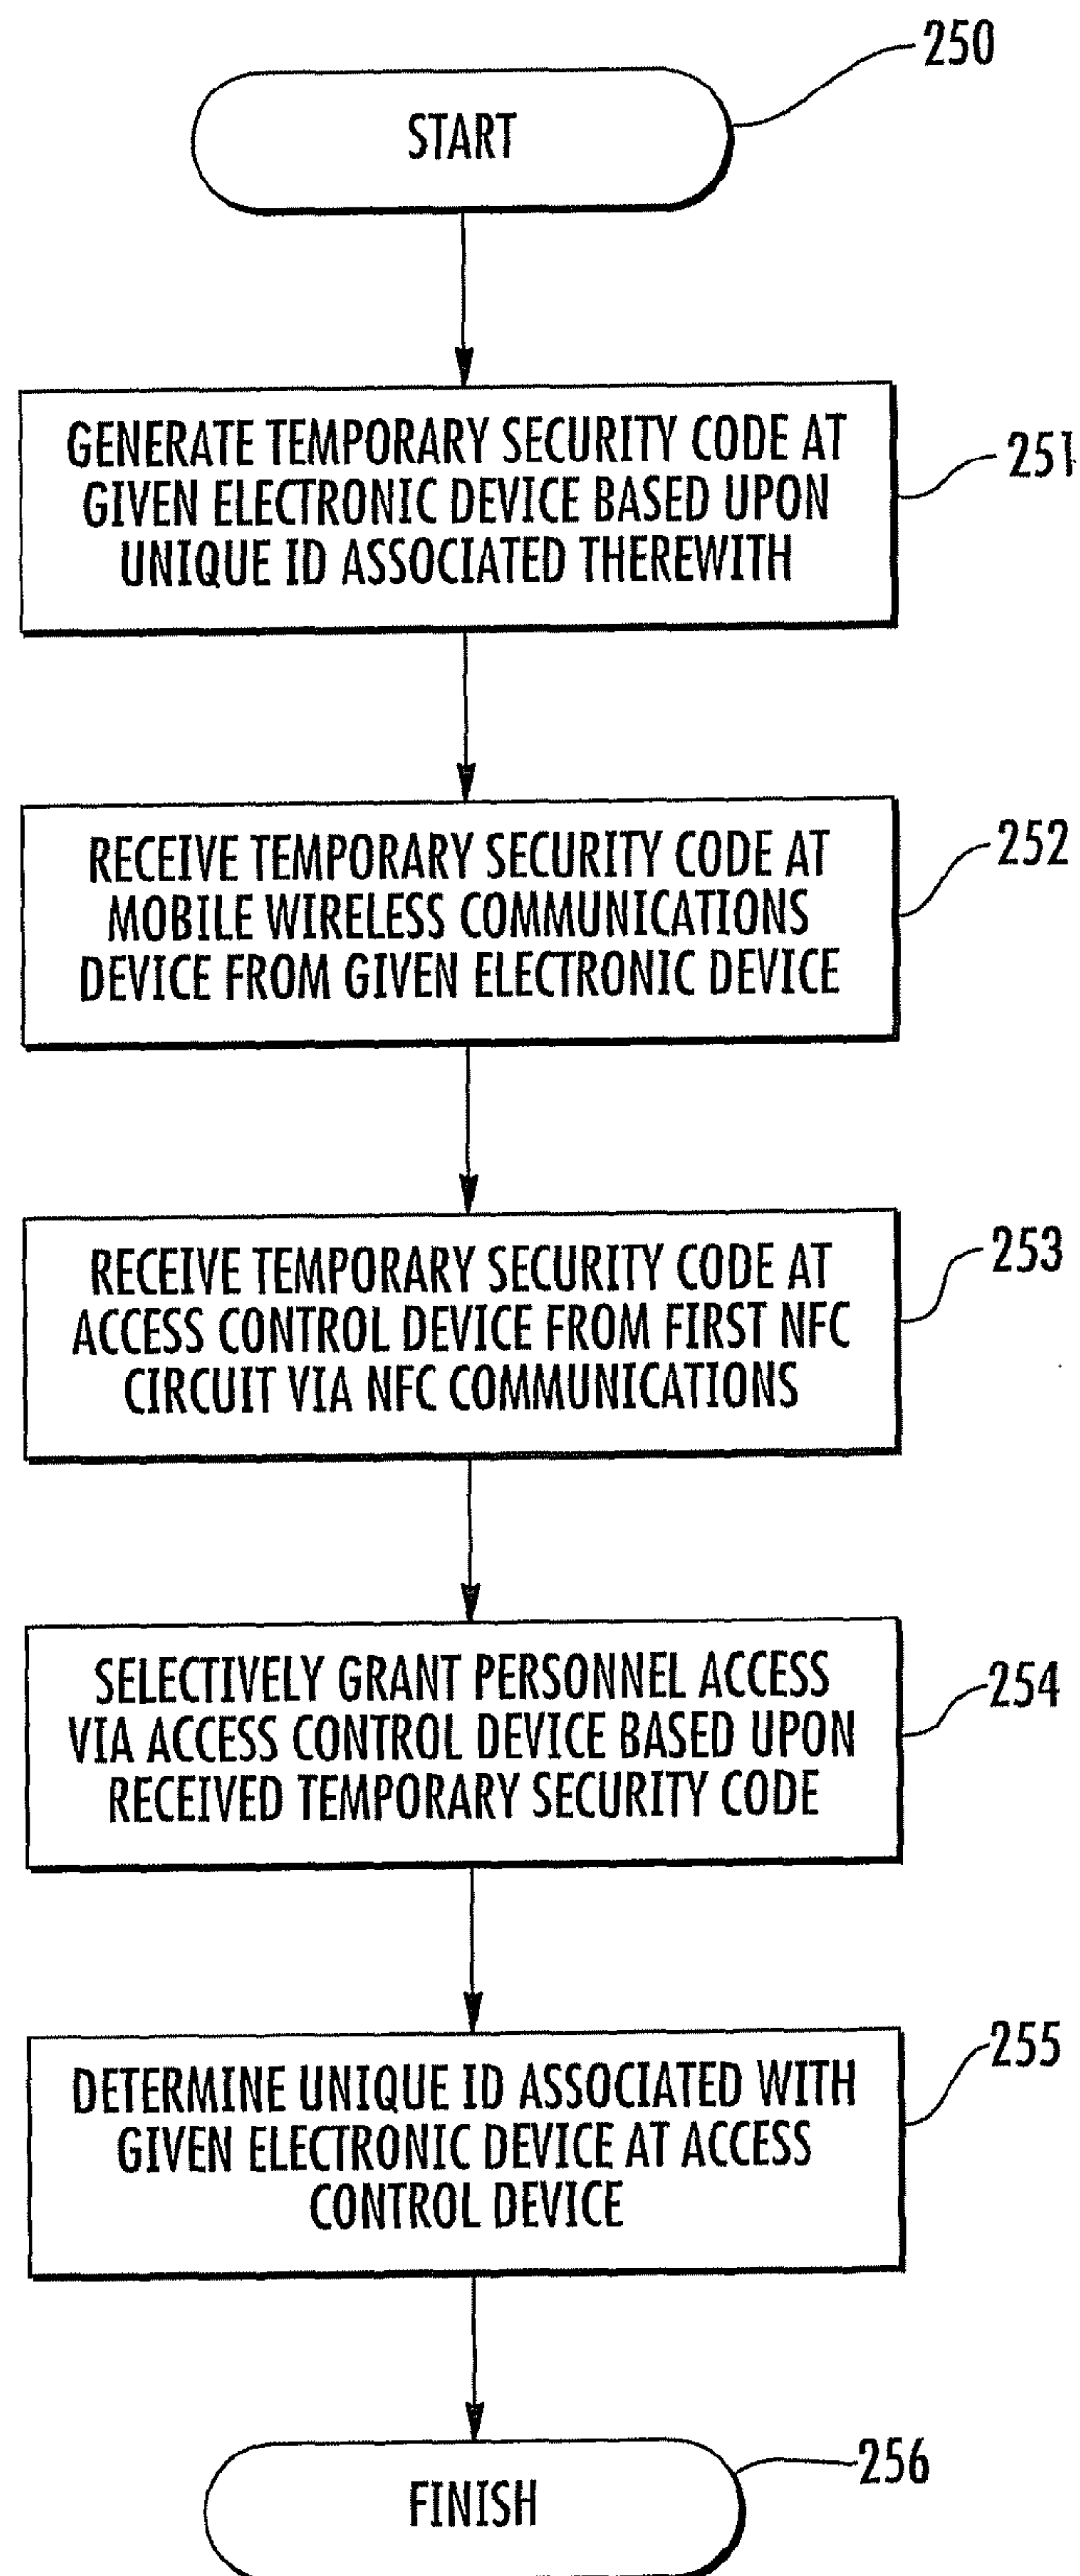 250
START
GENERATE TEMPORARY SECURITY CODE AT
GIVEN ELECTRONIC DEVICE BASED UPON
UNIQUE ID ASSOCIATED THEREWITH
251
RECEIVE TEMPORARY SECURITY CODE AT
MOBILE WIRELESS COMMUNICATIONS
DEVICE FROM GIVEN ELECTRONIC DEVICE
252
RECEIVE TEMPORARY SECURITY CODE AT
ACCESS CONTROL DEVICE FROM FIRST NFC
CIRCUIT VIA NFC COMMUNICATIONS
253
SELECTIVELY GRANT PERSONNEL ACCESS
VIA ACCESS CONTROL DEVICE BASED UPON
RECEIVED TEMPORARY SECURITY CODE
254
DETERMINE UNIQUE ID ASSOCIATED WITH
GIVEN ELECTRONIC DEVICE AT ACCESS
CONTROL DEVICE
255
FINISH
256